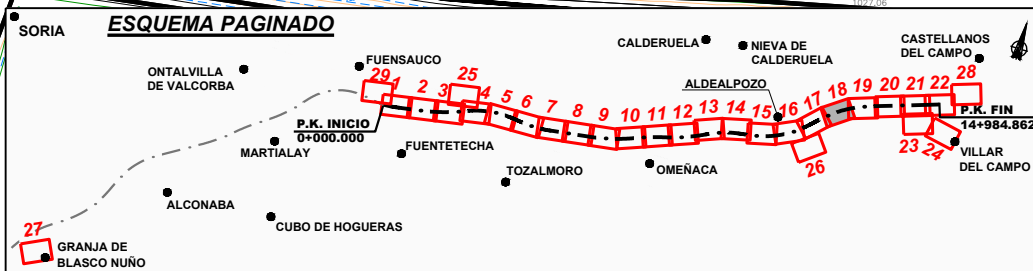 1027,06
ESQUEMA PAGINADO
SORIA
ONTALVILLA
DE VALCORBA
FUENSAUCO
CALDERUELA
NIEVA DE
CALDERUELA
CASTELLANOS
DEL CAMPO
ALDEALPOZO
29
1
2
3
25
4
5
6
7
8
9
10
11
12
13
14
15
16
17
18
19
20
21
22
28
P.K. INICIO
0+000.000
P.K. FIN
14+984.862
MARTIALAY
FUENTETECHA
TOZALMORO
OMEÑACA
26
23
24
VILLAR
DEL CAMPO
ALCONABA
CUBO DE HOGUERAS
27
GRANJA DE
BLASCO NUÑO